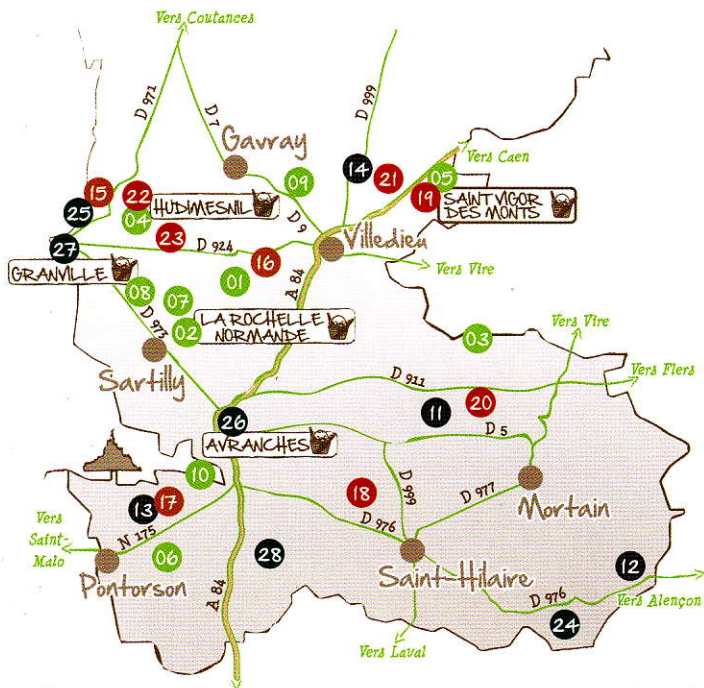 Vers Coutances
D 971
D 7
D 999
Gavray
Vers Caen
15
22
09
14
21
05
25
04
HUDIMESNIL
19
SAINT VIGOR
DES MONTS
27
23
D 924
D 9
16
Villedieu
GRANVILLE
Vers Vire
08
07
01
A 84
D 973
02
LA ROCHELLE
NORMANDE
03
Vers Vire
Sartilly
D 911
Vers Flers
26
11
20
AVRANCHES
D 5
10
13
17
18
D 999
D 977
Mortain
Vers
Saint-
Malo
N 175
D 976
06
28
Saint-Hilaire
12
Pontorson
A 84
D 976
Vers Alençon
24
Vers Laval